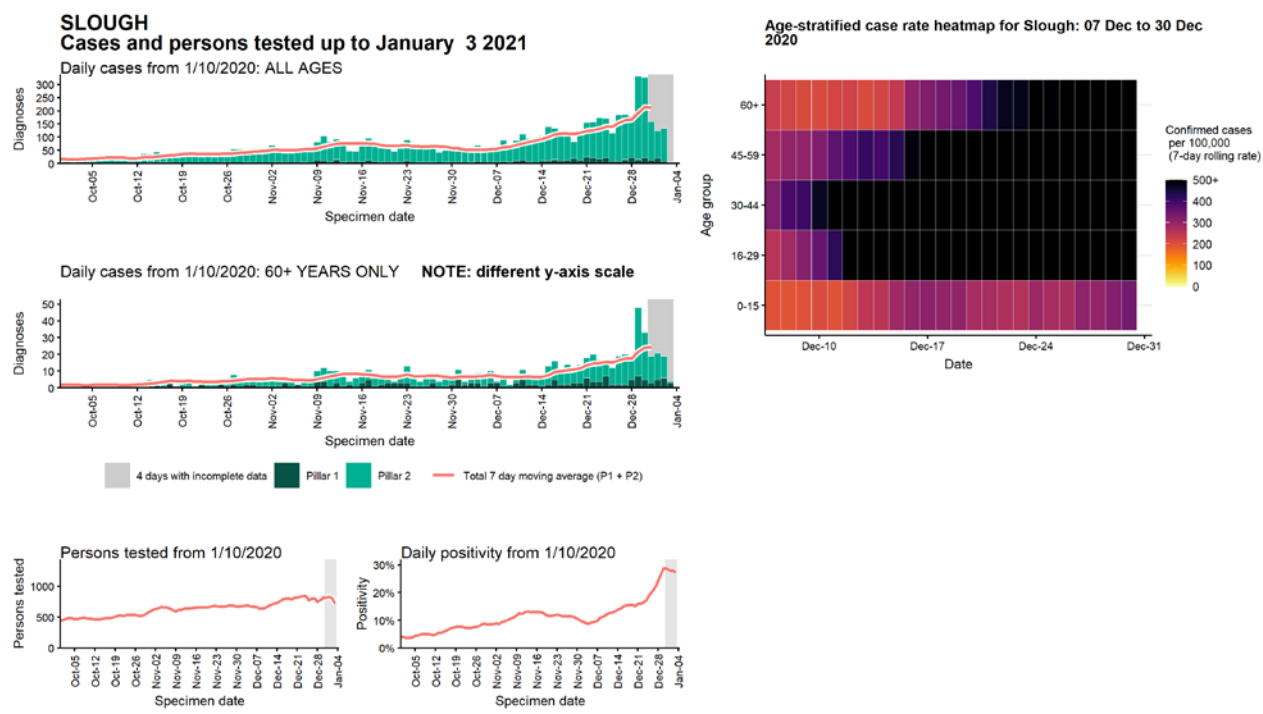 SLOUGH
Cases and persons tested up to January  3 2021
Daily cases from 1/10/2020: ALL AGES
Diagnoses
300
250
200
150
100
50
0
Oct-05
Oct-12
Oct-19
Oct-26
Nov-02
Nov-09
Nov-16
Nov-23
Nov-30
Dec-07
Dec-14
Dec-21
Dec-28
Jan-04
Specimen date
Daily cases from 1/10/2020: 60+ YEARS ONLY    NOTE: different y-axis scale
Diagnoses
50
40
30
20
10
0
Oct-05
Oct-12
Oct-19
Oct-26
Nov-02
Nov-09
Nov-16
Nov-23
Nov-30
Dec-07
Dec-14
Dec-21
Dec-28
Jan-04
Specimen date
4 days with incomplete data
Pillar 1
Pillar 2
Total 7 day moving average (P1 + P2)
Persons tested from 1/10/2020
Persons tested
1000
500
0
Oct-05
Oct-12
Oct-19
Oct-26
Nov-02
Nov-09
Nov-16
Nov-23
Nov-30
Dec-07
Dec-14
Dec-21
Dec-28
Jan-04
Specimen date
Daily positivity from 1/10/2020
Positivity
30%
20%
10%
0%
Oct-05
Oct-12
Oct-19
Oct-26
Nov-02
Nov-09
Nov-16
Nov-23
Nov-30
Dec-07
Dec-14
Dec-21
Dec-28
Jan-04
Specimen date
Age-stratified case rate heatmap for Slough: 07 Dec to 30 Dec
2020
Age group
60+
45-59
30-44
16-29
0-15
Dec-10
Dec-17
Dec-24
Dec-31
Date
Confirmed cases
per 100,000
(7-day rolling rate)
500+
400
300
200
100
0